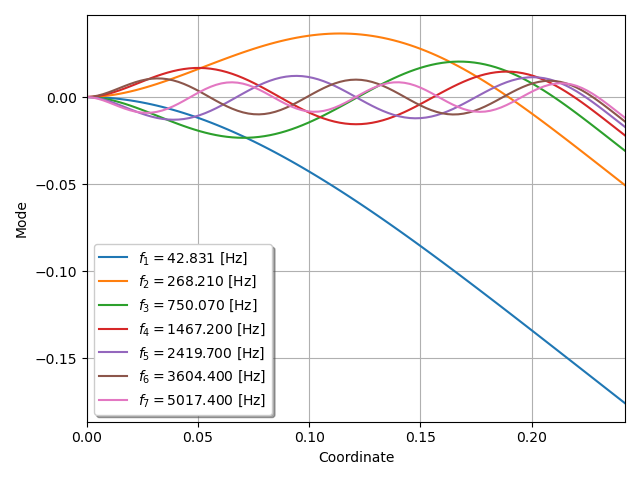 0.00
−0.05
−0.10
−0.15
Mode
f₁ = 42.831 [Hz]
f₂ = 268.210 [Hz]
f₃ = 750.070 [Hz]
f₄ = 1467.200 [Hz]
f₅ = 2419.700 [Hz]
f₆ = 3604.400 [Hz]
f₇ = 5017.400 [Hz]
0.00 0.05 0.10 0.15 0.20
Coordinate